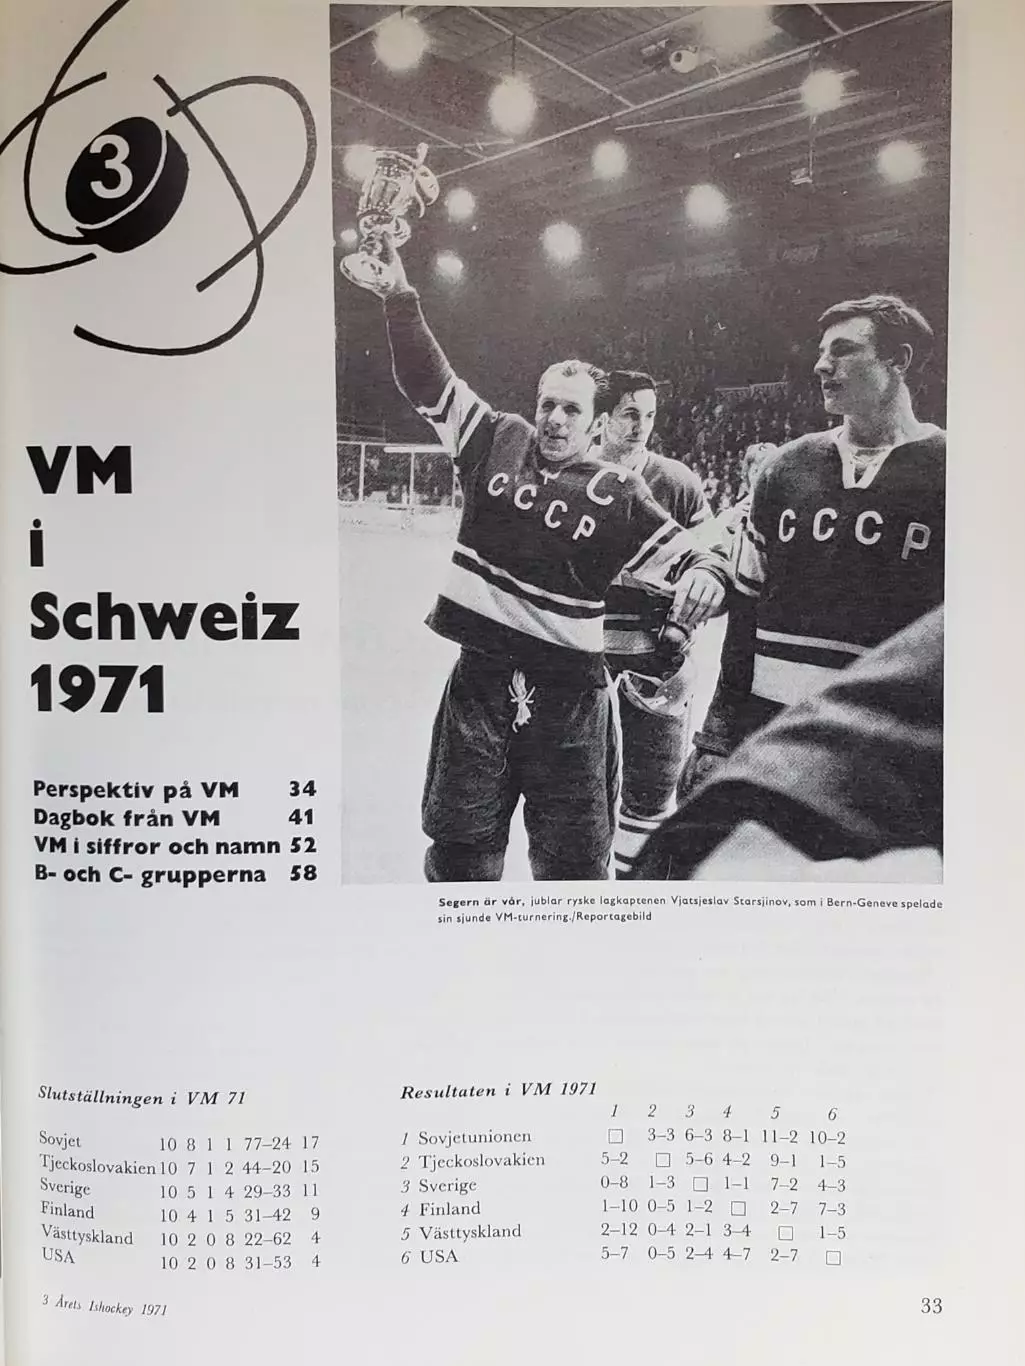 3
VM
i
Schweiz
1971
Perspektiv på VM 34
Dagbok från VM 41
VM i siffror och namn 52
B- och C- grupperna 58
C
CCCP
CCCP
Segern är vår, jublar ryske lagkaptenen Vjatsjeslav Starsjinov, som i Bern-Geneve spelade
sin sjunde VM-turnering./Reportagebild
Slutställningen i VM 71
Sovjet 10 8 1 1 77–24 17
Tjeckoslovakien 10 7 1 2 44–20 15
Sverige 10 5 1 4 29–33 11
Finland 10 4 1 5 31–42 9
Västtyskland 10 2 0 8 22–62 4
USA 10 2 0 8 31–53 4
Resultaten i VM 1971
1 2 3 4 5 6
1 Sovjetunionen □ 3–3 6–3 8–1 11–2 10–2
2 Tjeckoslovakien 5–2 □ 5–6 4–2 9–1 1–5
3 Sverige 0–8 1–3 □ 1–1 7–2 4–3
4 Finland 1–10 0–5 1–2 □ 2–7 7–3
5 Västtyskland 2–12 0–4 2–1 3–4 □ 1–5
6 USA 5–7 0–5 2–4 4–7 2–7 □
3 Årets Ishockey 1971
33